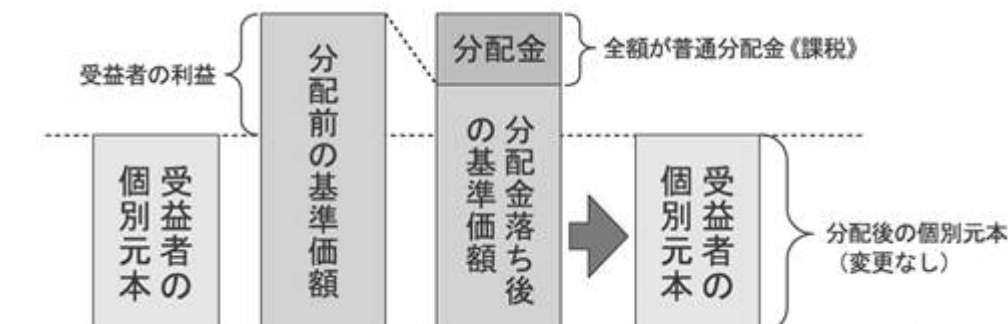 受益者の利益
分配前の基準価額
分配金
全額が普通分配金《課税》
受益者の
個別元本
分配金落ち後
の基準価額
受益者の
個別元本
分配後の個別元本
（変更なし）